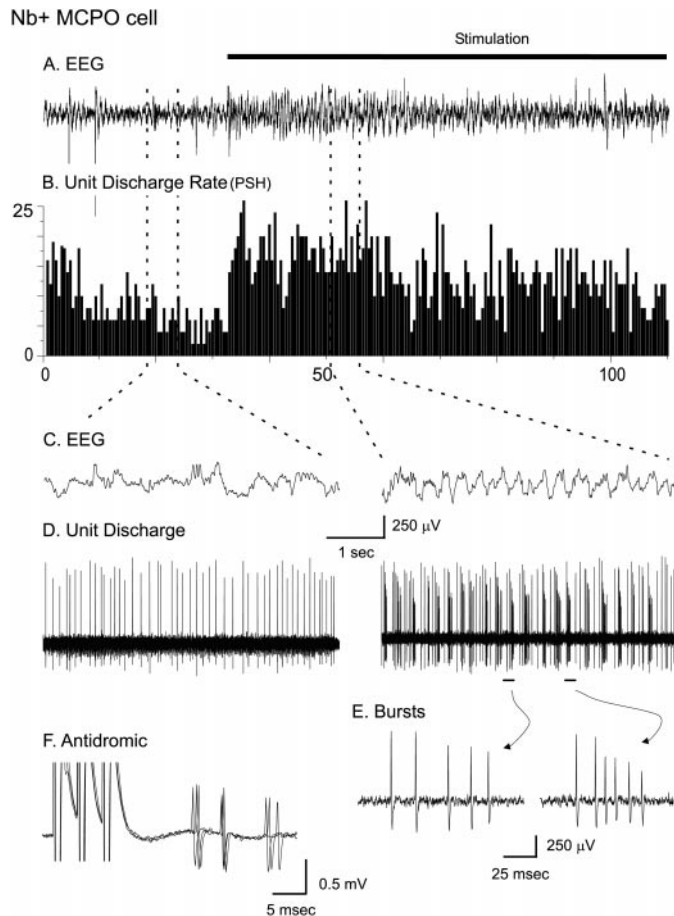 Nb+ MCPO cell
Stimulation
A. EEG
B. Unit Discharge Rate (PSH)
25
0
0 50 100
C. EEG
250 µV
1 sec
D. Unit Discharge
E. Bursts
F. Antidromic
250 µV
25 msec
0.5 mV
5 msec